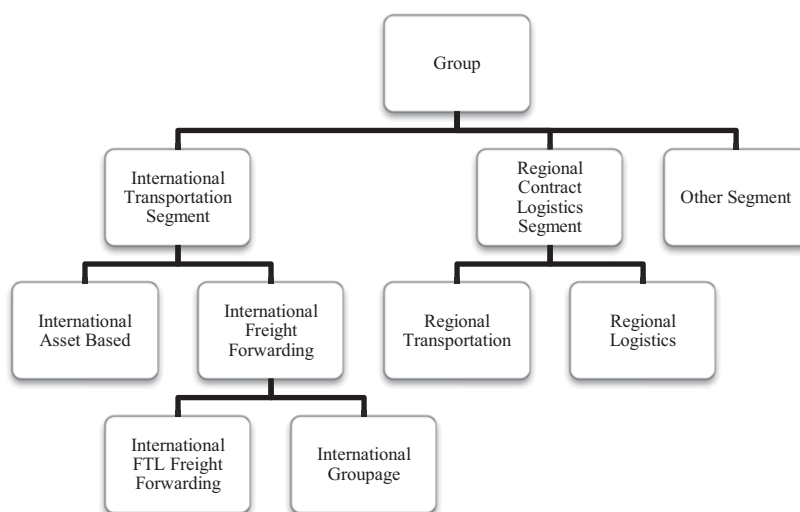 Group
International
Transportation
Segment
Regional
Contract
Logistics
Segment
Other Segment
International
Asset Based
International
Freight
Forwarding
Regional
Transportation
Regional
Logistics
International
FTL Freight
Forwarding
International
Groupage